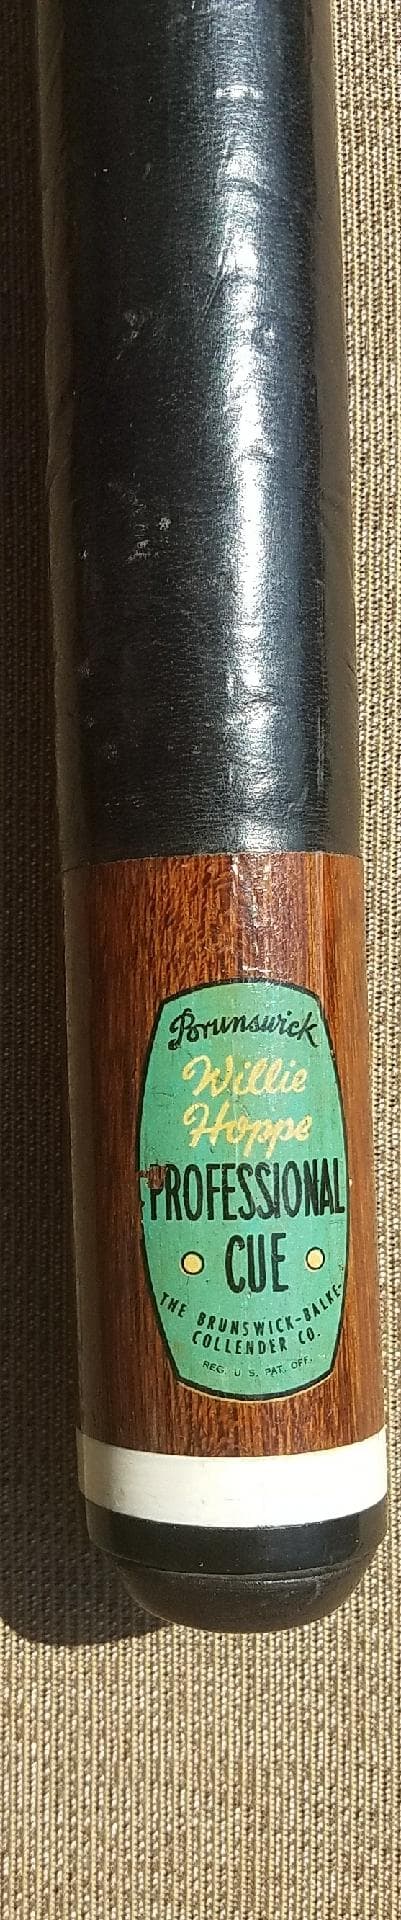 Brunswick
Willie
Hoppe
PROFESSIONAL
CUE
THE BRUNSWICK-BALKE-
COLLENDER CO.
REG. U.S. PAT. OFF.